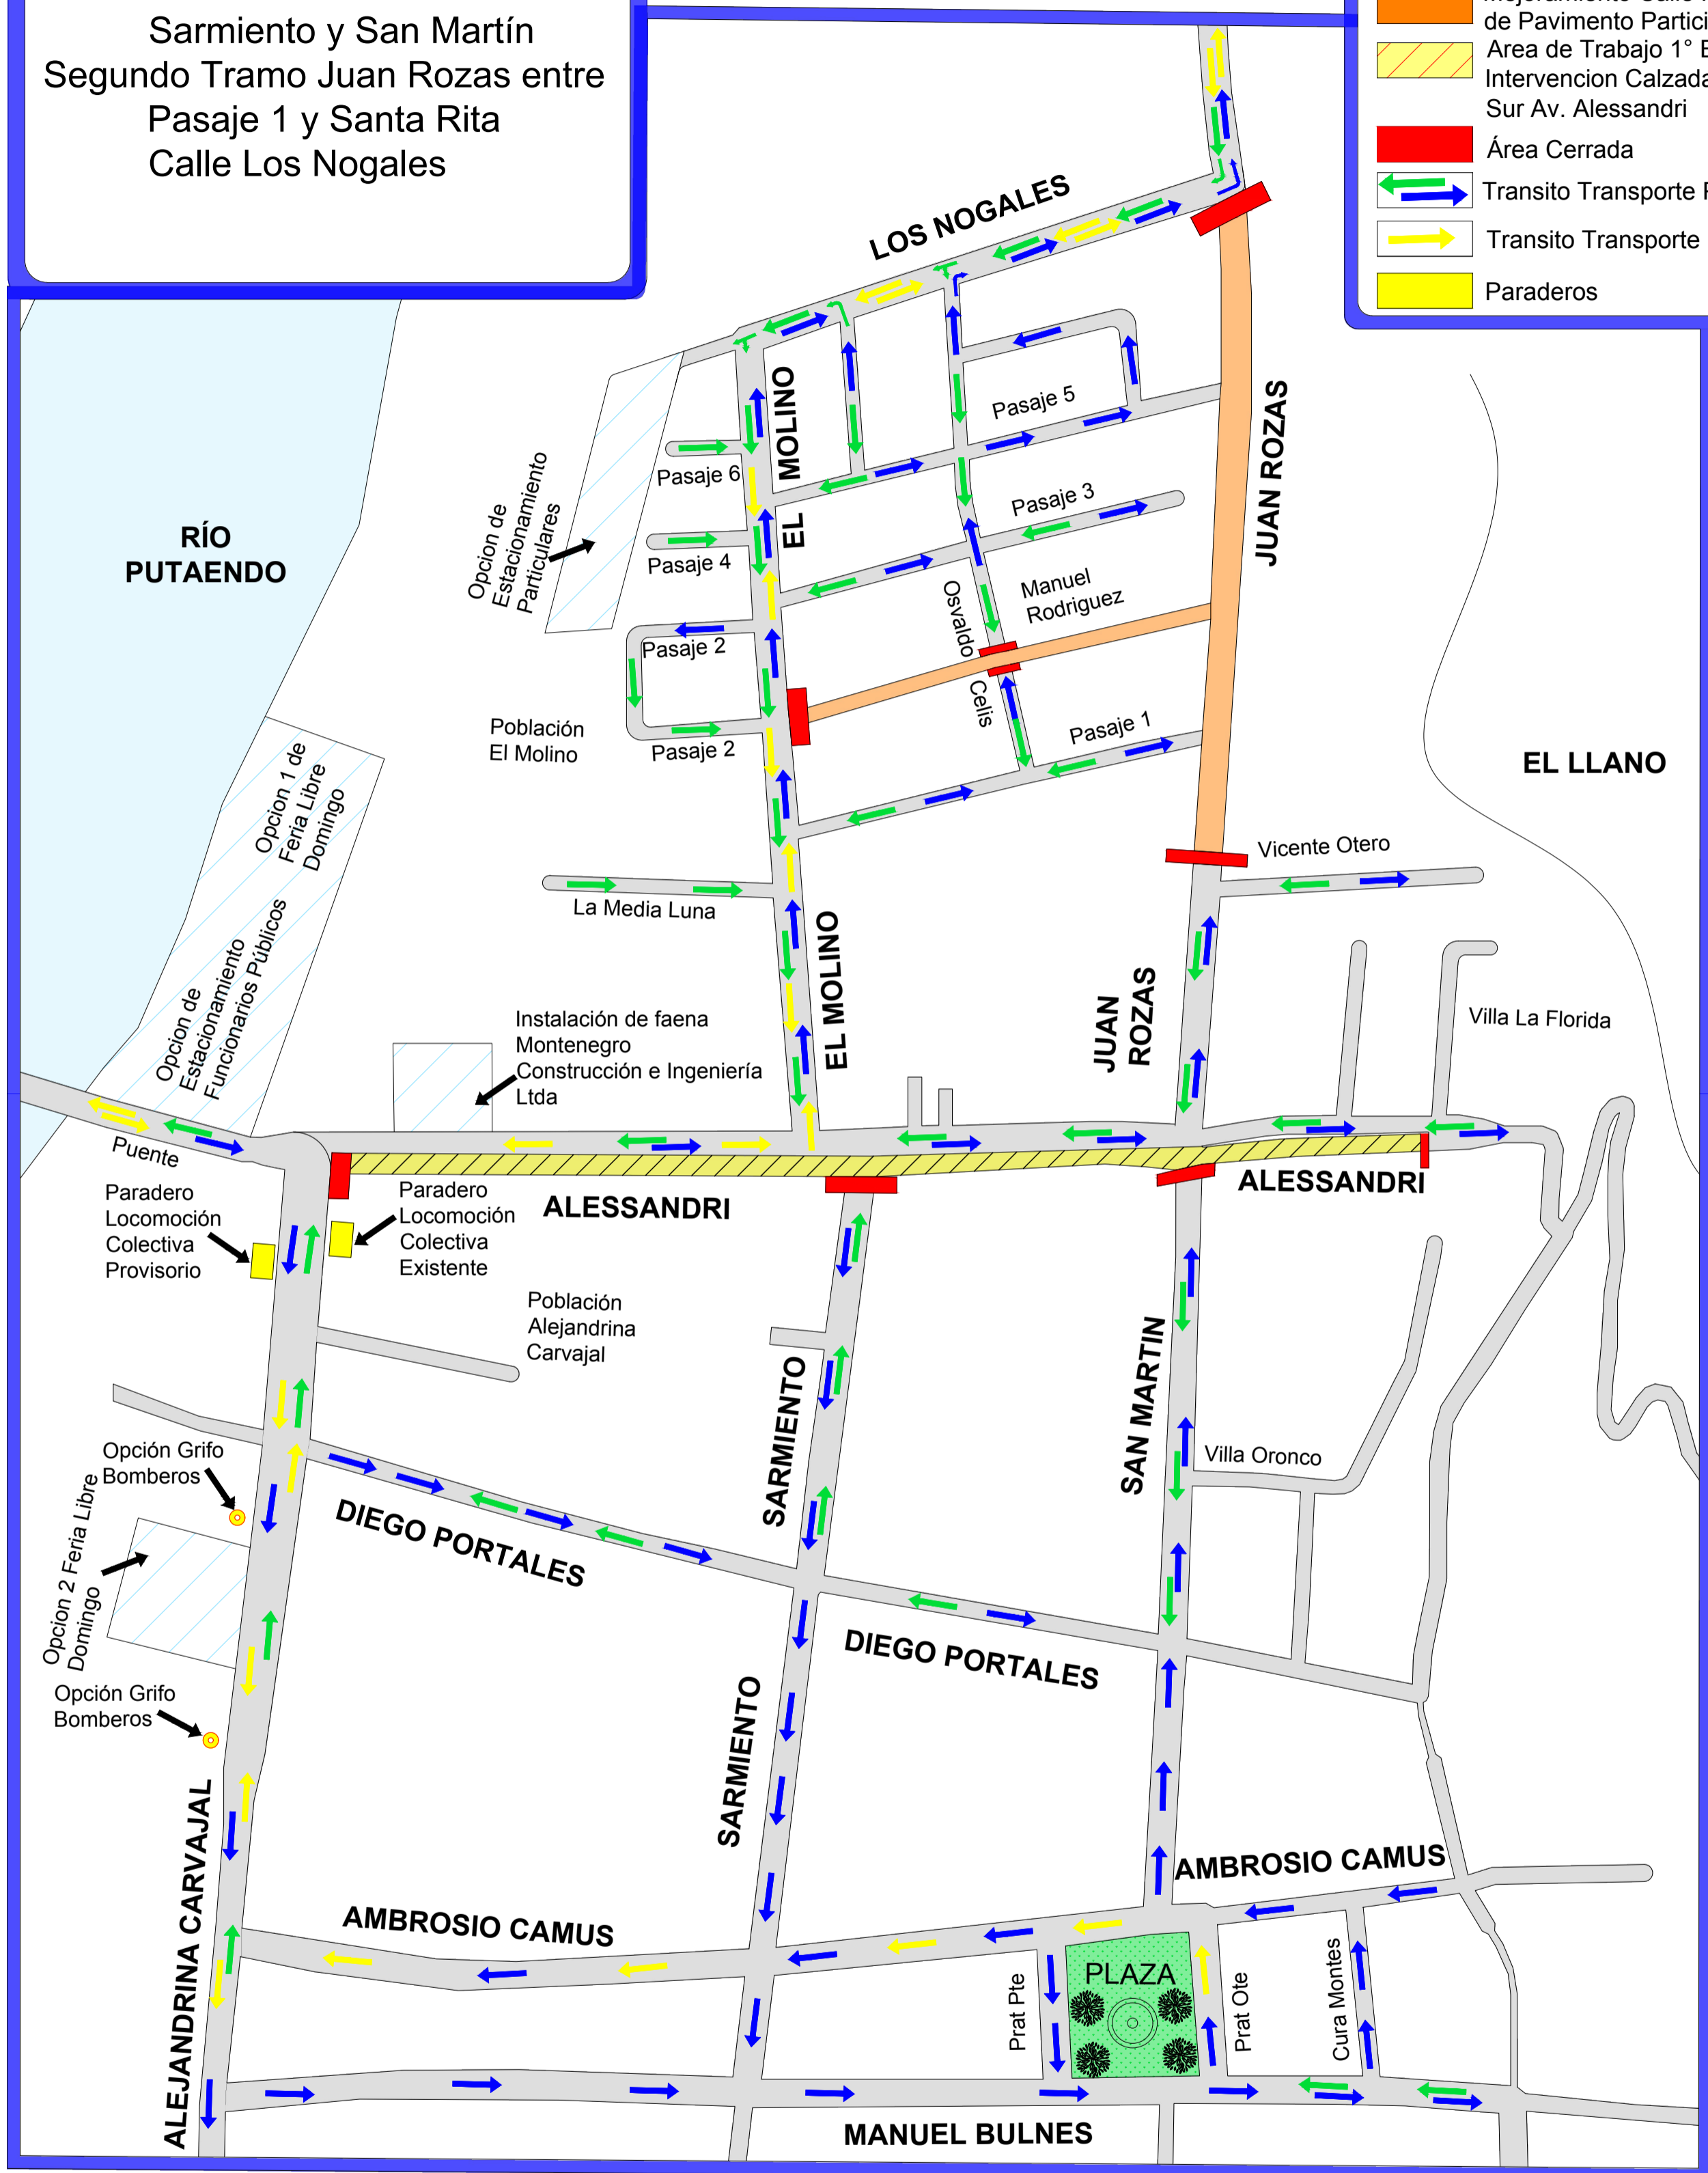 Sarmiento y San Martín
Segundo Tramo Juan Rozas entre
Pasaje 1 y Santa Rita
Calle Los Nogales
de Pavimento
Area de Trabajo 1°
Intervencion
Sur Av. Alessandri
Área Cerrada
Transito Transporte
Transito Transporte
Paraderos
LOS NOGALES
RÍO
PUTAENDO
Opcion de
Estacionamiento
Particulares
EL MOLINO
Pasaje 6
Pasaje 5
Pasaje 4
Pasaje 3
JUAN ROZAS
Manuel
Rodriguez
Osvaldo
Celis
Pasaje 2
Pasaje 2
Pasaje 1
Población
El Molino
EL LLANO
Opcion 1 de
Feria Libre
Domingo
Vicente Otero
La Media Luna
Opcion de
Estacionamiento
Funcionarios Públicos
EL MOLINO
JUAN
ROZAS
Villa La Florida
Instalación de faena
Montenegro
Construcción e Ingeniería
Ltda
Puente
Paradero
Locomoción
Colectiva
Provisorio
Paradero
Locomoción
Colectiva
Existente
ALESSANDRI
ALESSANDRI
Población
Alejandrina
Carvajal
SARMIENTO
SAN MARTIN
Villa Oronco
Opción Grifo
Bomberos
DIEGO PORTALES
Opcion 2 Feria Libre
Domingo
DIEGO PORTALES
Opción Grifo
Bomberos
SARMIENTO
ALEJANDRINA CARVAJAL
AMBROSIO CAMUS
AMBROSIO CAMUS
PLAZA
Prat Pte
Prat Ote
Cura Montes
MANUEL BULNES